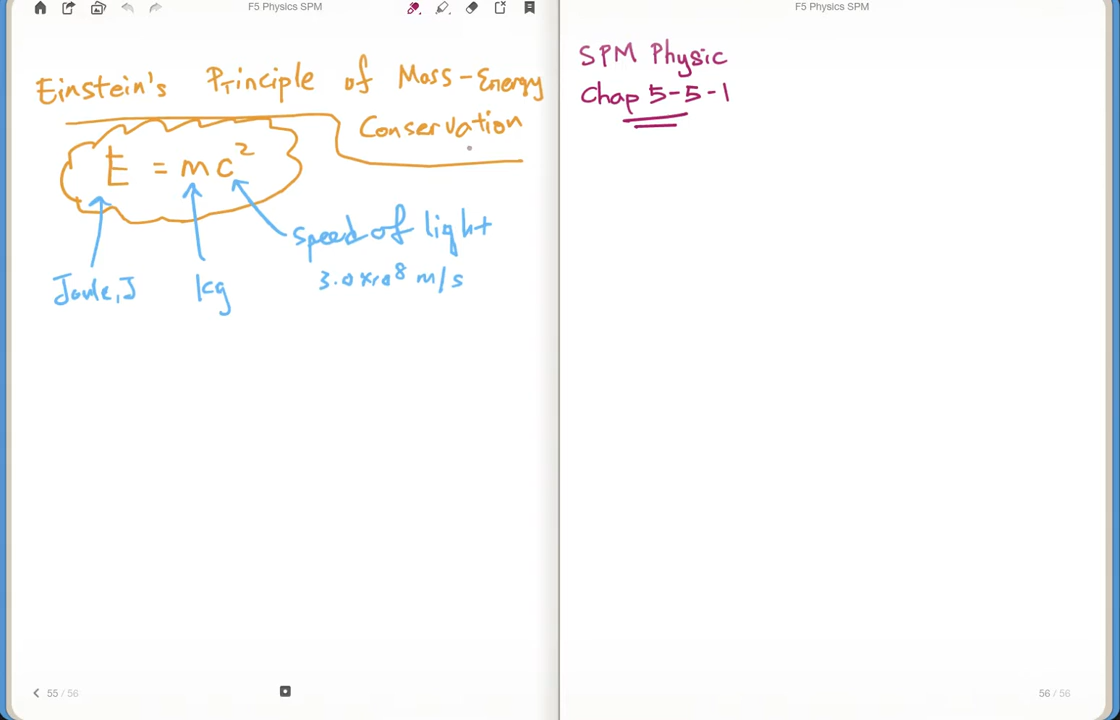 F5 Physics SPM
Einstein's Principle of Mass-Energy
Conservation
E = mc²
speed of light
3.0×10⁸ m/s
Joule, J
kg
55 / 56
F5 Physics SPM
SPM Physic
Chap 5-5-1
56 / 56